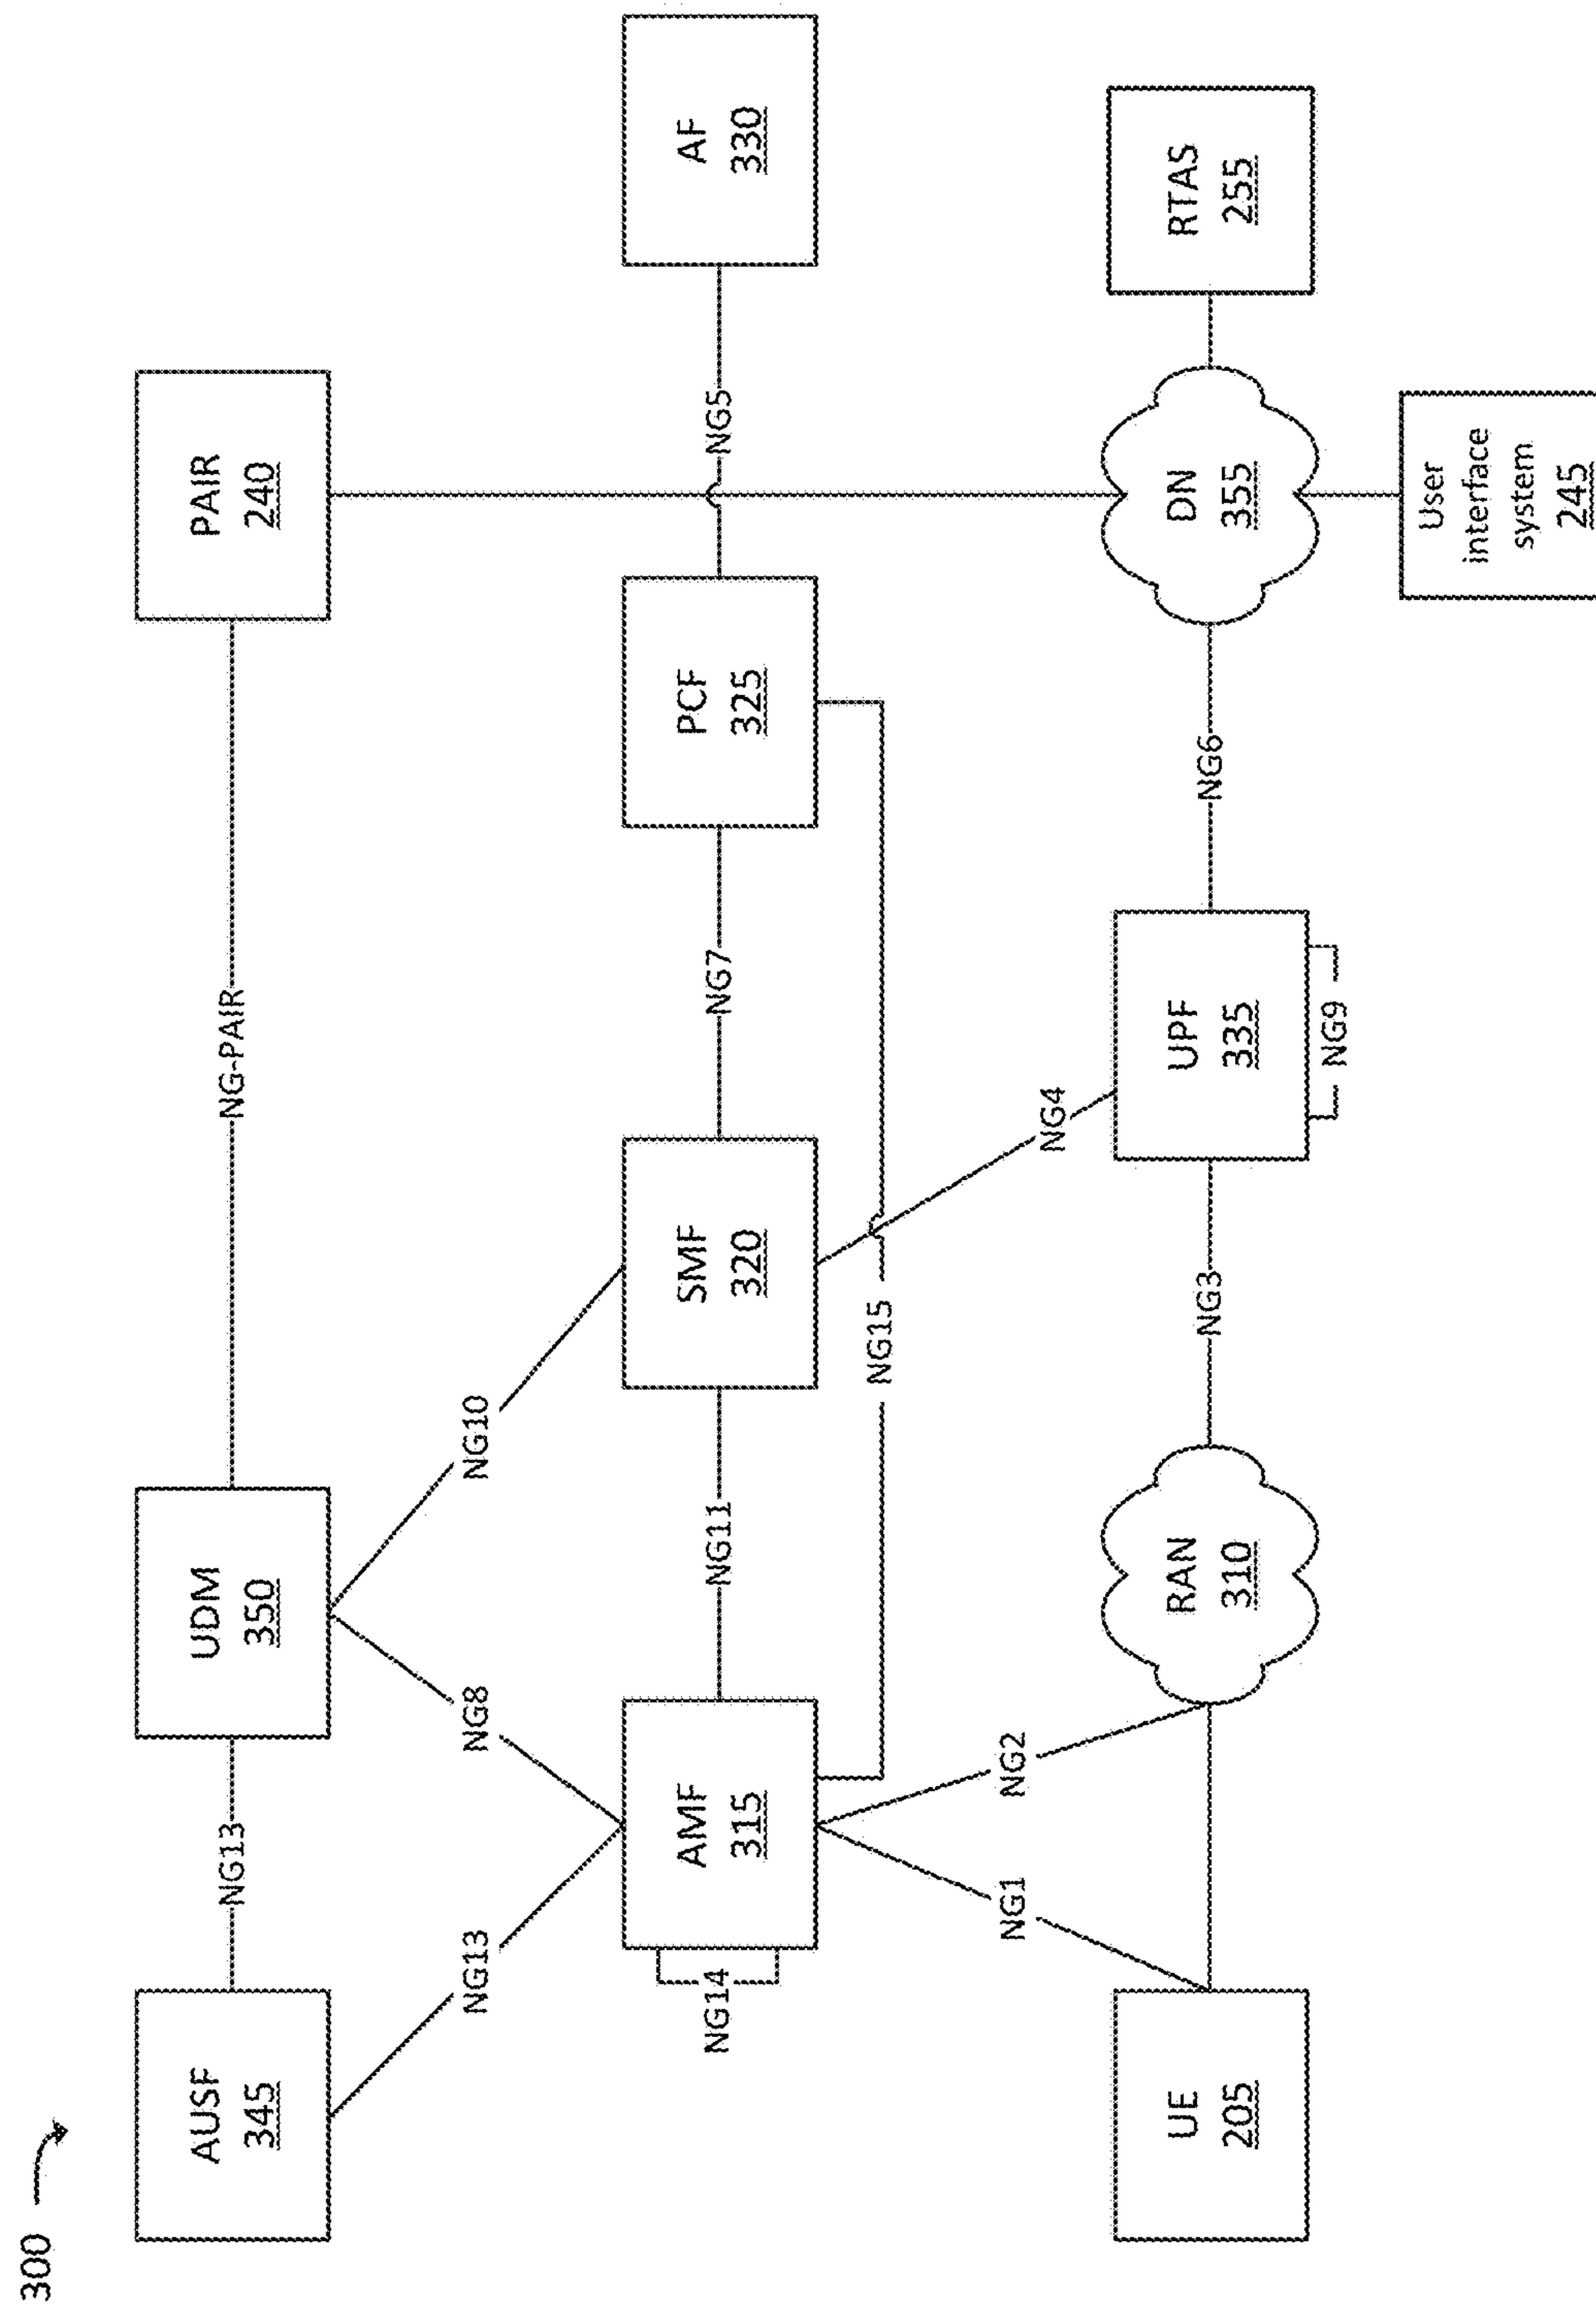 300
AUSF
345
NG13
UDM
350
NG-PAIR
PAIR
240
NG13
NG8
NG10
NG14
AMF
315
NG11
SMF
320
NG7
PCF
325
NG5
AF
330
NG15
NG1
NG2
NG4
UE
205
RAN
310
NG3
UPF
335
NG9
NG6
DN
355
RTAS
255
User
interface
system
245